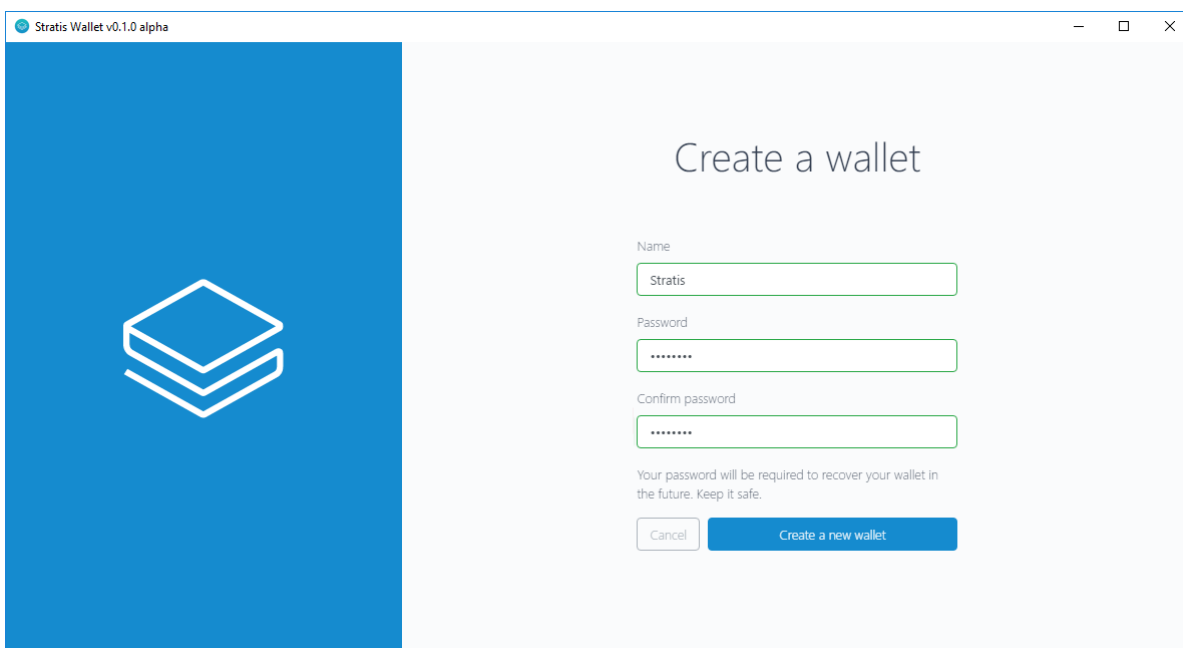 Stratis Wallet v0.1.0 alpha
Create a wallet
Name
Stratis
Password
••••••••
Confirm password
••••••••
Your password will be required to recover your wallet in
the future. Keep it safe.
Cancel
Create a new wallet